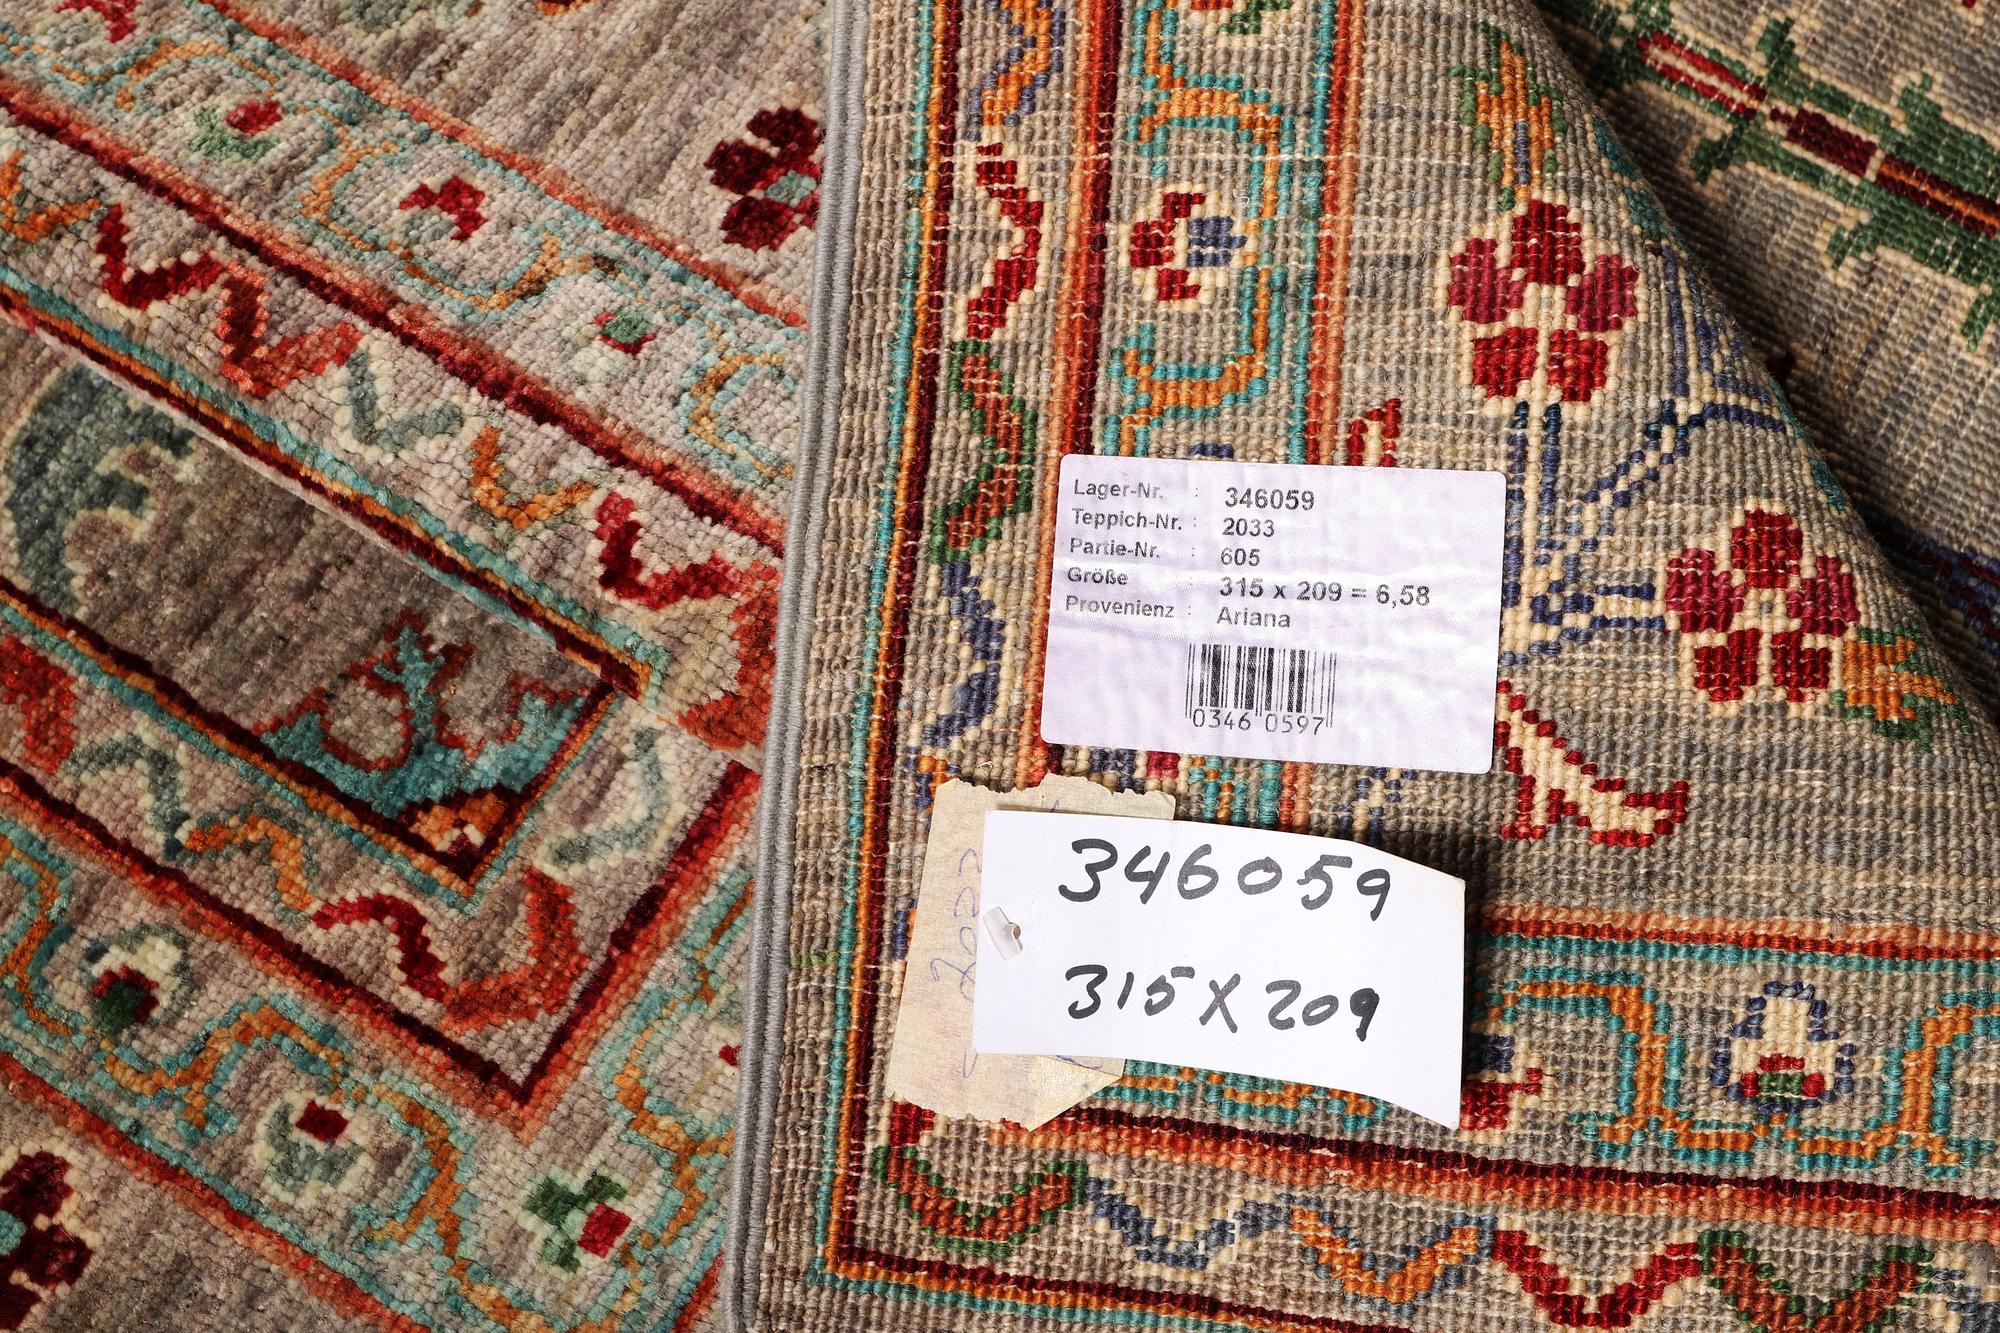 Lager-Nr. : 346059
Teppich-Nr. : 2033
Partie-Nr. : 605
Größe : 315 x 209 = 6,58
Provenienz : Ariana
0346 0597
346059
315 X 209